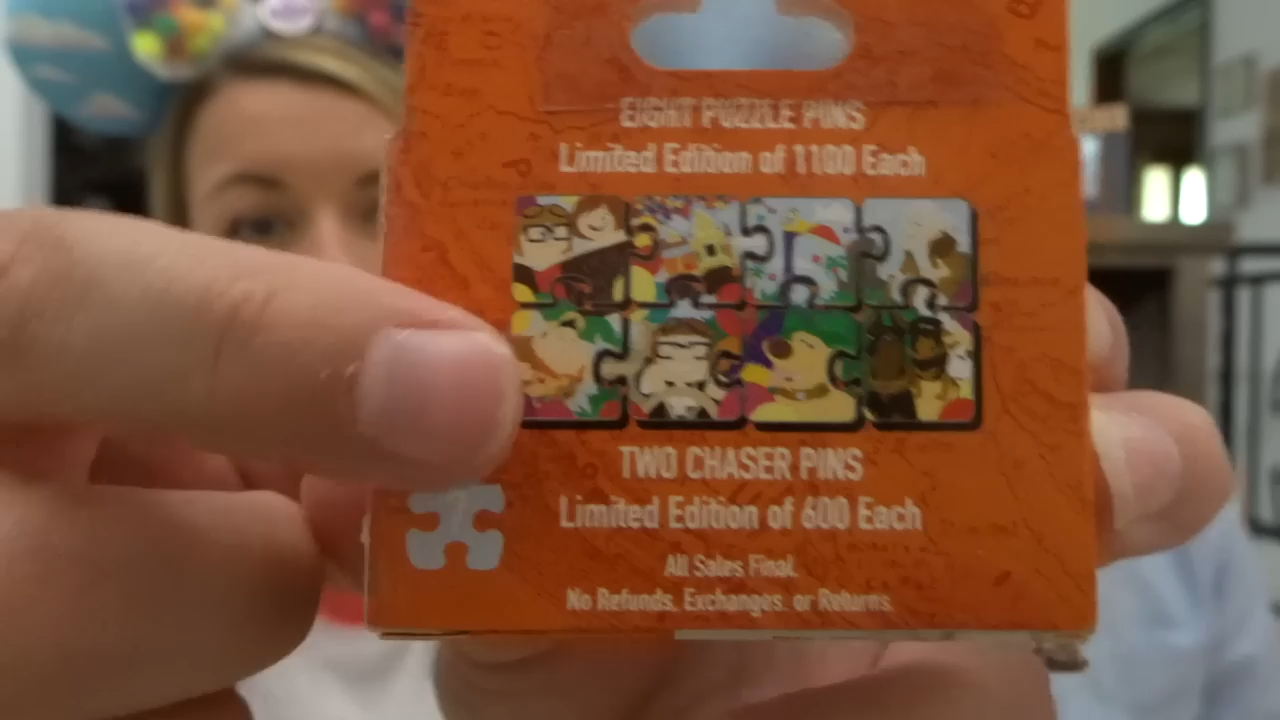 EIGHT PUZZLE PINS
Limited Edition of 1100 Each
TWO CHASER PINS
Limited Edition of 600 Each
All Sales Final.
No Refunds, Exchanges, or Returns.